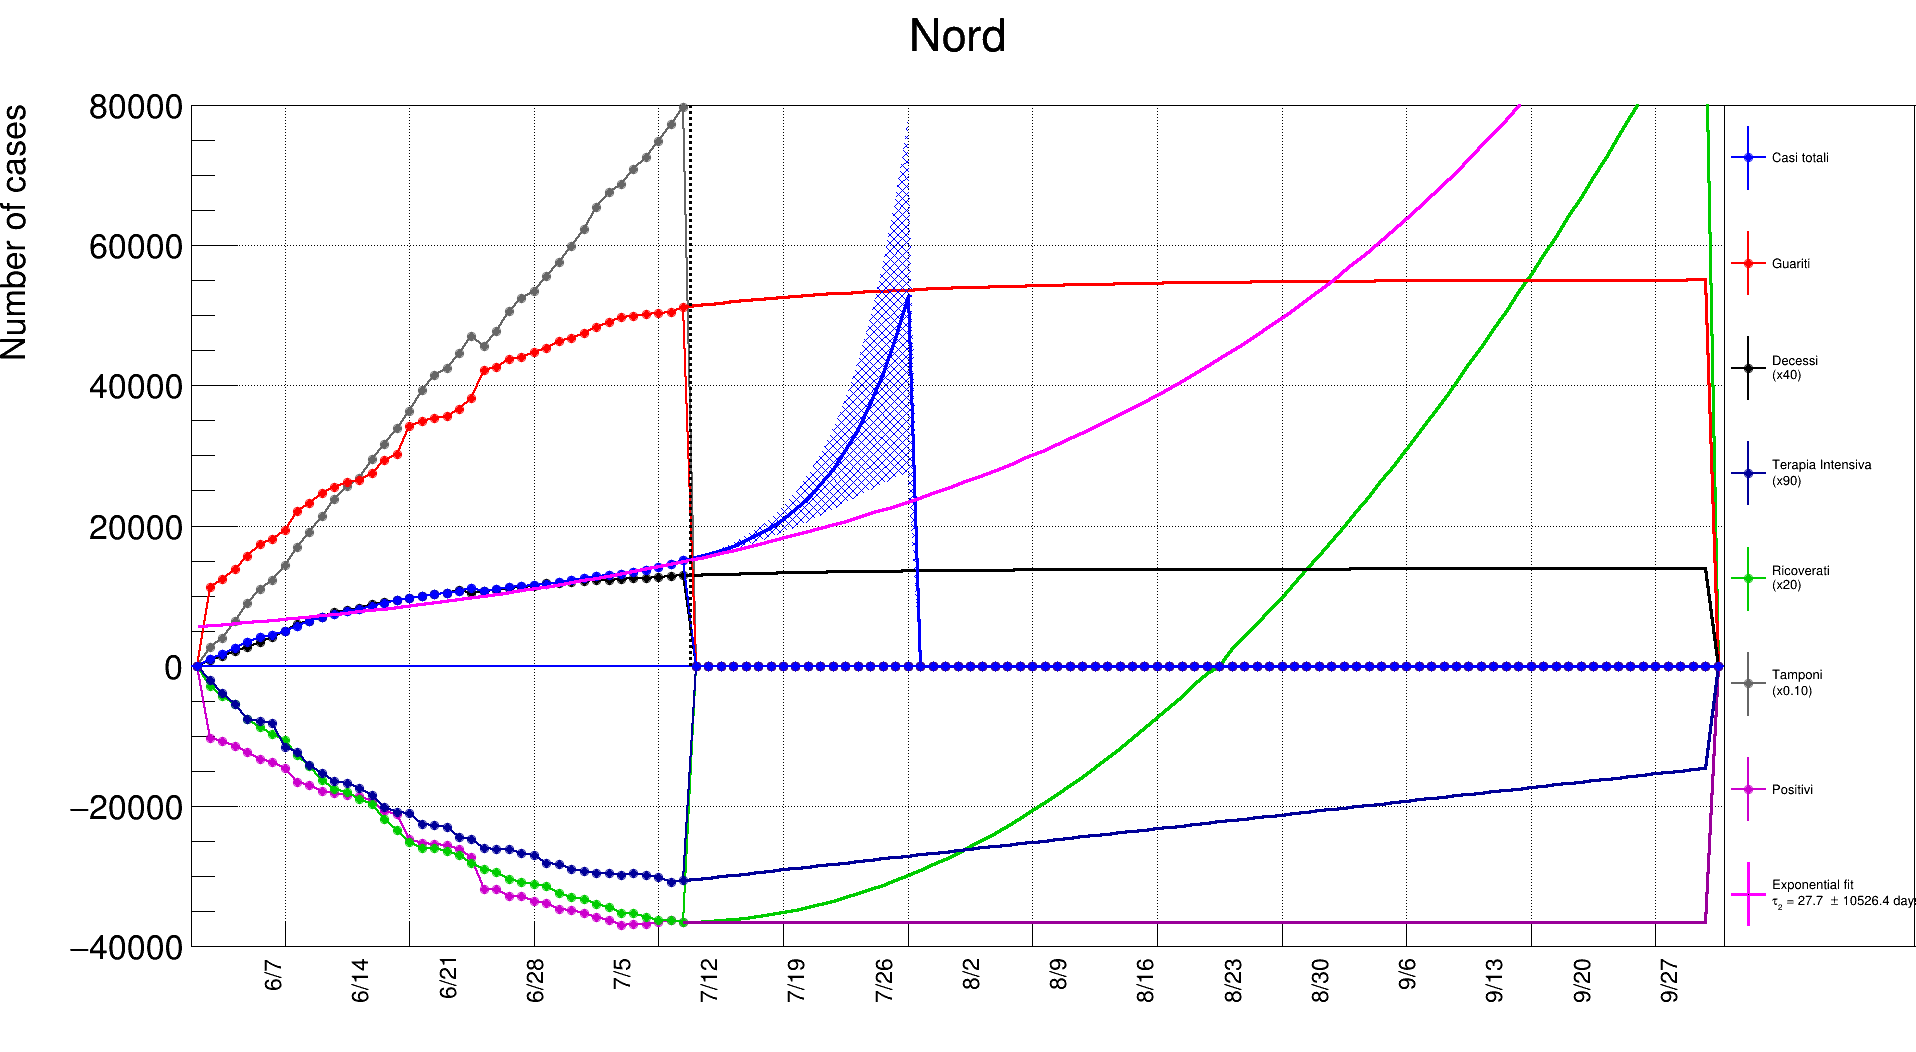 Nord
Number of cases
80000
60000
40000
20000
0
−20000
−40000
6/7
6/14
6/21
6/28
7/5
7/12
7/19
7/26
8/2
8/9
8/16
8/23
8/30
9/6
9/13
9/20
9/27
Casi totali
Guariti
Decessi
(x40)
Terapia Intensiva
(x90)
Ricoverati
(x20)
Tamponi
(x0.10)
Positivi
Exponential fit
τ2 = 27.7 ± 10526.4 days